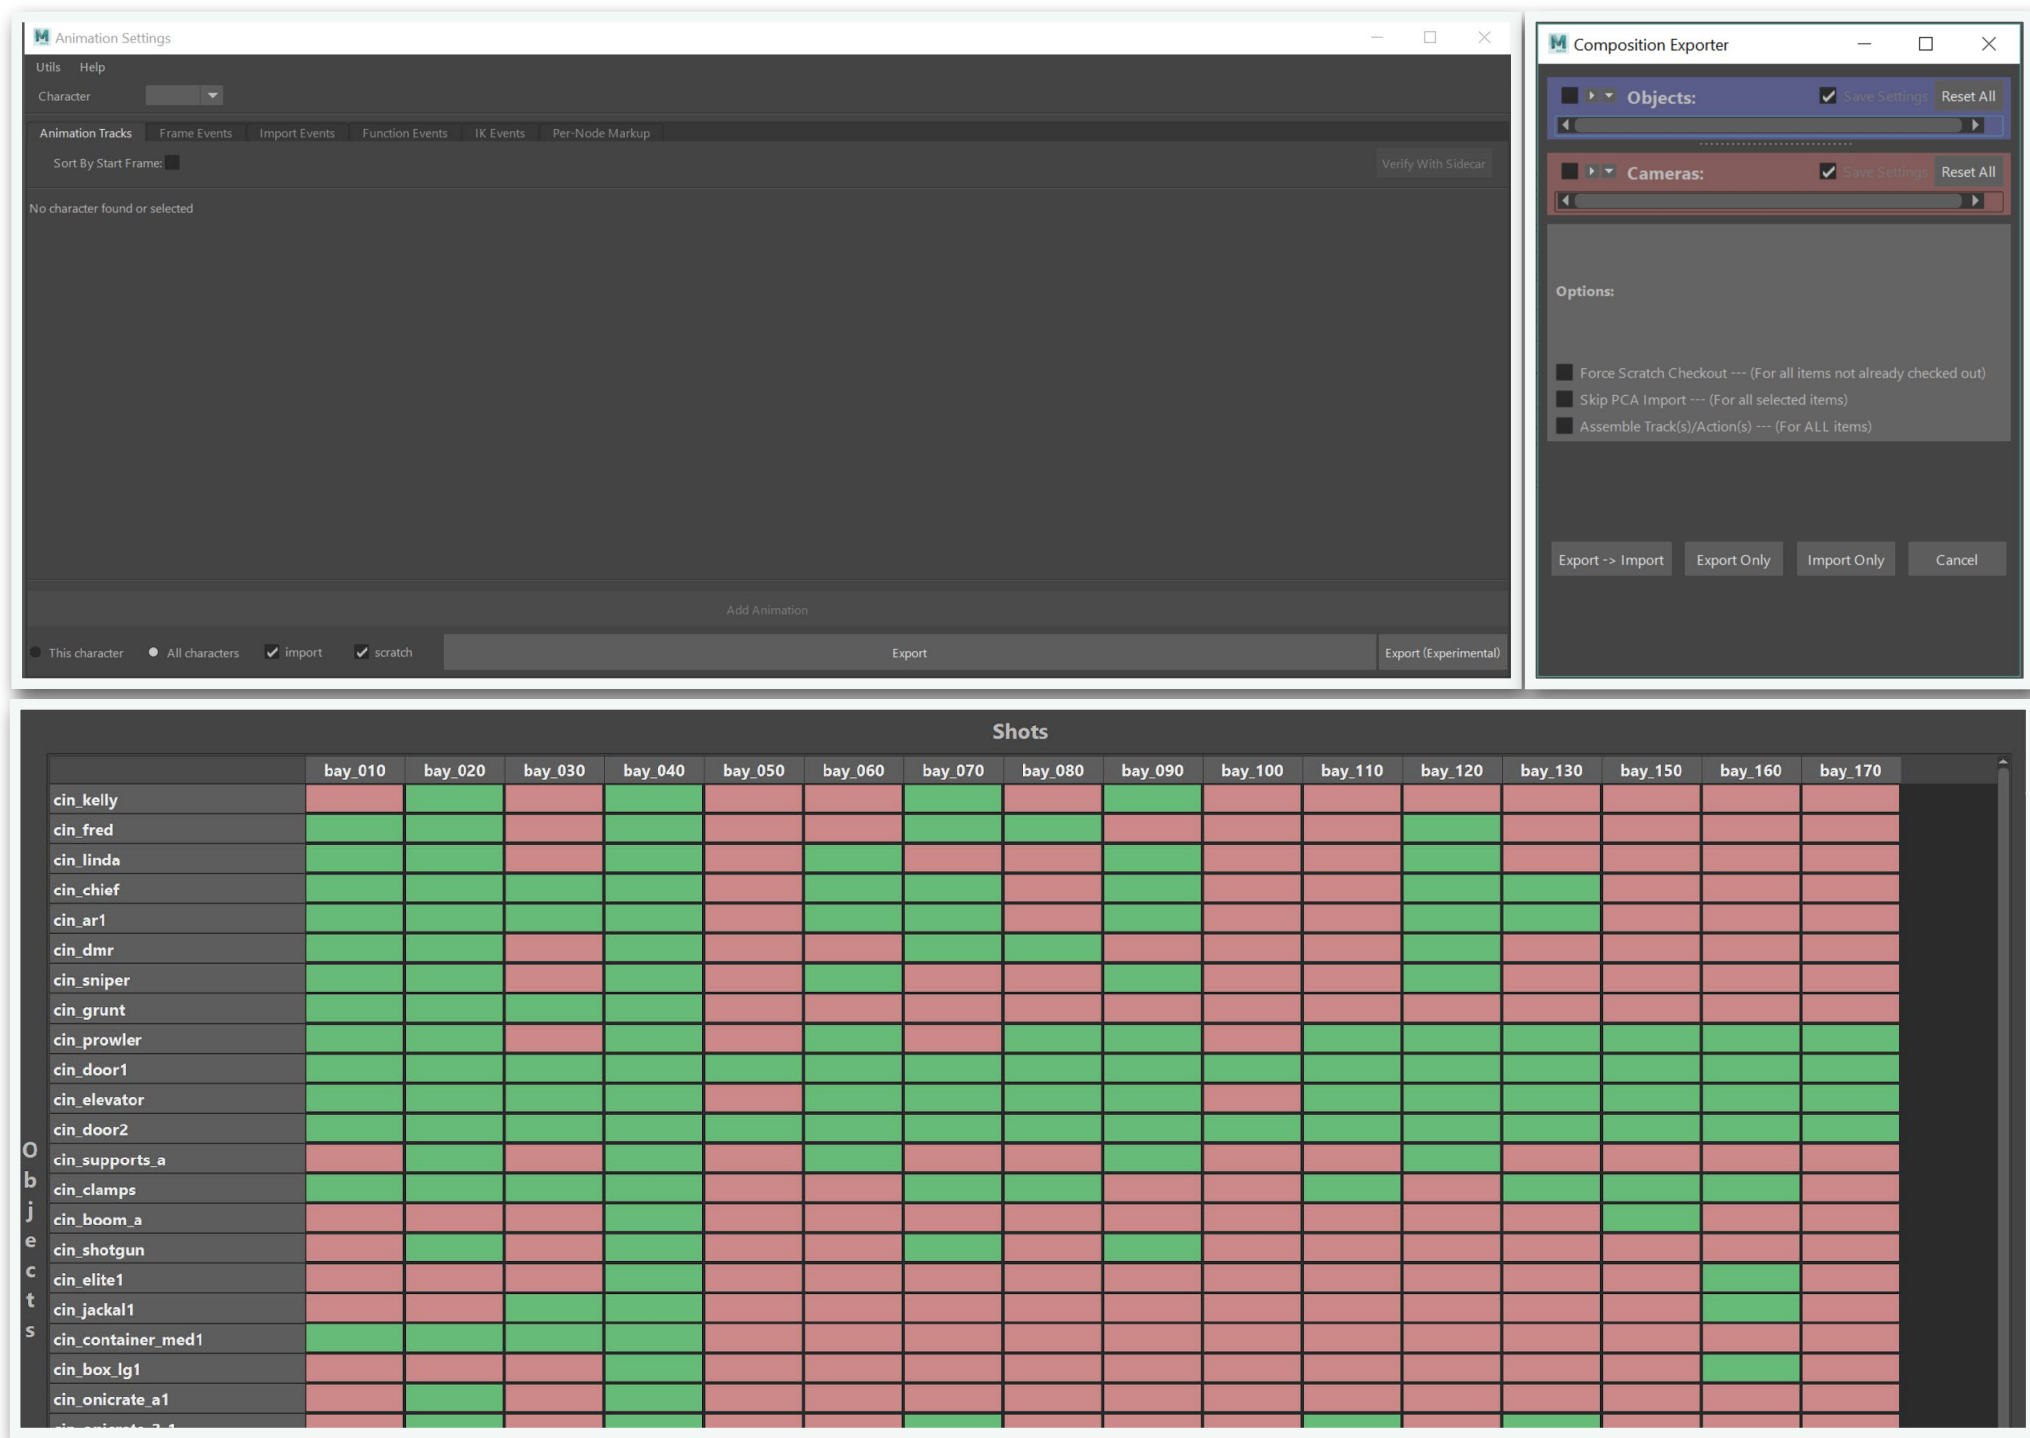 Animation Settings
Utils Help
Character
Animation Tracks Frame Events Import Events Function Events IK Events Per-Node Markup
Sort By Start Frame:
Verify With Sidecar
No character found or selected
Add Animation
This character All characters import scratch Export Export (Experimental)
Composition Exporter
Objects: Save Settings Reset All
Cameras: Save Settings Reset All
Options:
Force Scratch Checkout --- (For all items not already checked out)
Skip PCA Import --- (For all selected items)
Assemble Track(s)/Action(s) --- (For ALL items)
Export -> Import Export Only Import Only Cancel
Shots
bay_010 bay_020 bay_030 bay_040 bay_050 bay_060 bay_070 bay_080 bay_090 bay_100 bay_110 bay_120 bay_130 bay_150 bay_160 bay_170
Objects
cin_kelly
cin_fred
cin_linda
cin_chief
cin_ar1
cin_dmr
cin_sniper
cin_grunt
cin_prowler
cin_door1
cin_elevator
cin_door2
cin_supports_a
cin_clamps
cin_boom_a
cin_shotgun
cin_elite1
cin_jackal1
cin_container_med1
cin_box_lg1
cin_onicrate_a1